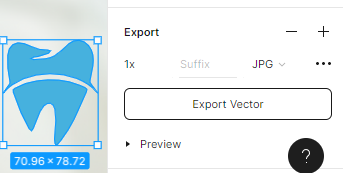 Export
1x Suffix JPG
Export Vector
Preview
70.96 × 78.72
?